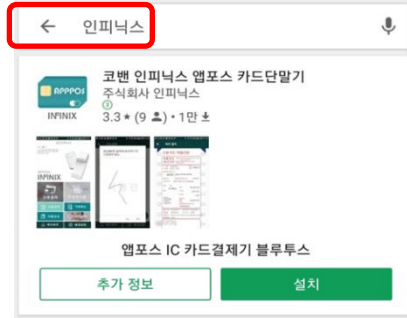 인피닉스
APPPOS
INFINIX
코밴 인피닉스 앱포스 카드단말기
주식회사 인피닉스
3
3.3★ (9 ) • 1만
INFINIX
앱포스 IC 카드결제기 블루투스
추가 정보
설치